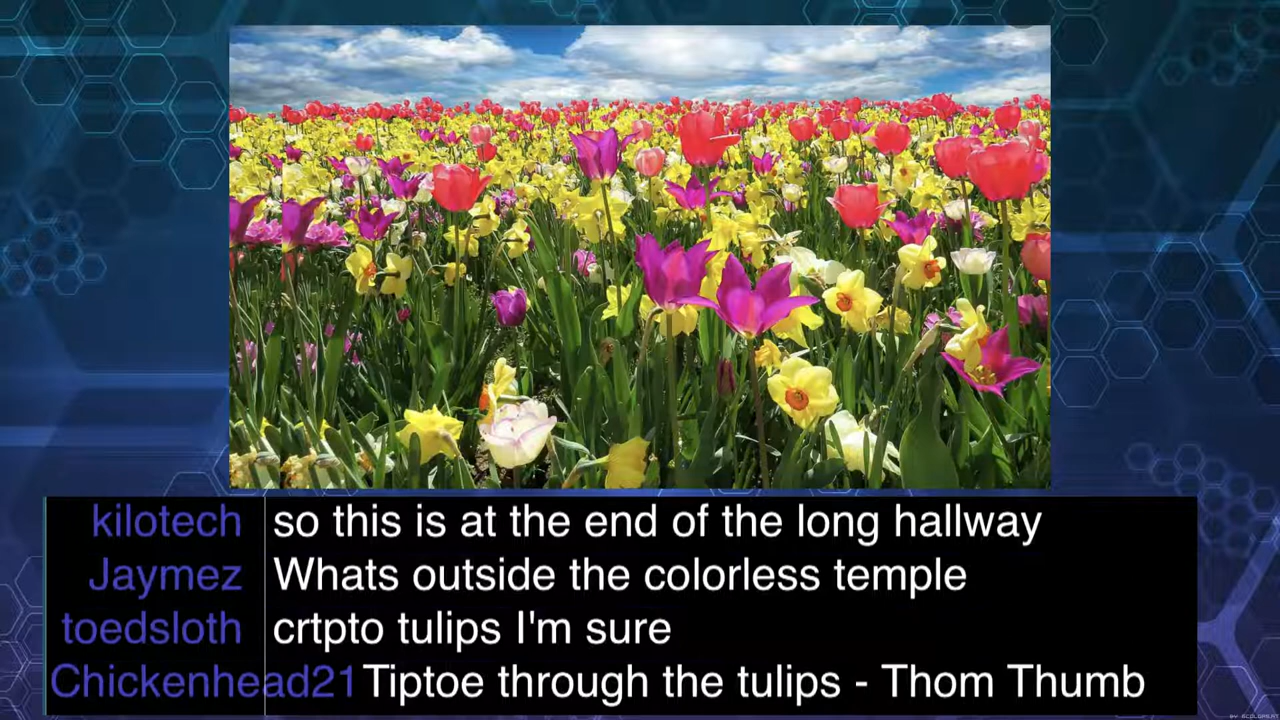 kilotech so this is at the end of the long hallway
Jaymez Whats outside the colorless temple
toedsloth crtpto tulips I'm sure
Chickenhead21 Tiptoe through the tulips - Thom Thumb